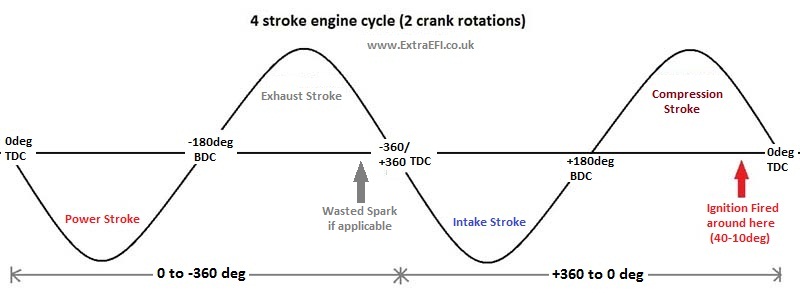 4 stroke engine cycle (2 crank rotations)
www.ExtraEFI.co.uk
Exhaust Stroke
Compression
Stroke
0deg
TDC
-180deg
BDC
-360/
+360 TDC
+180deg
BDC
0deg
TDC
Power Stroke
Wasted Spark
if applicable
Intake Stroke
Ignition Fired
around here
(40-10deg)
0 to -360 deg
+360 to 0 deg